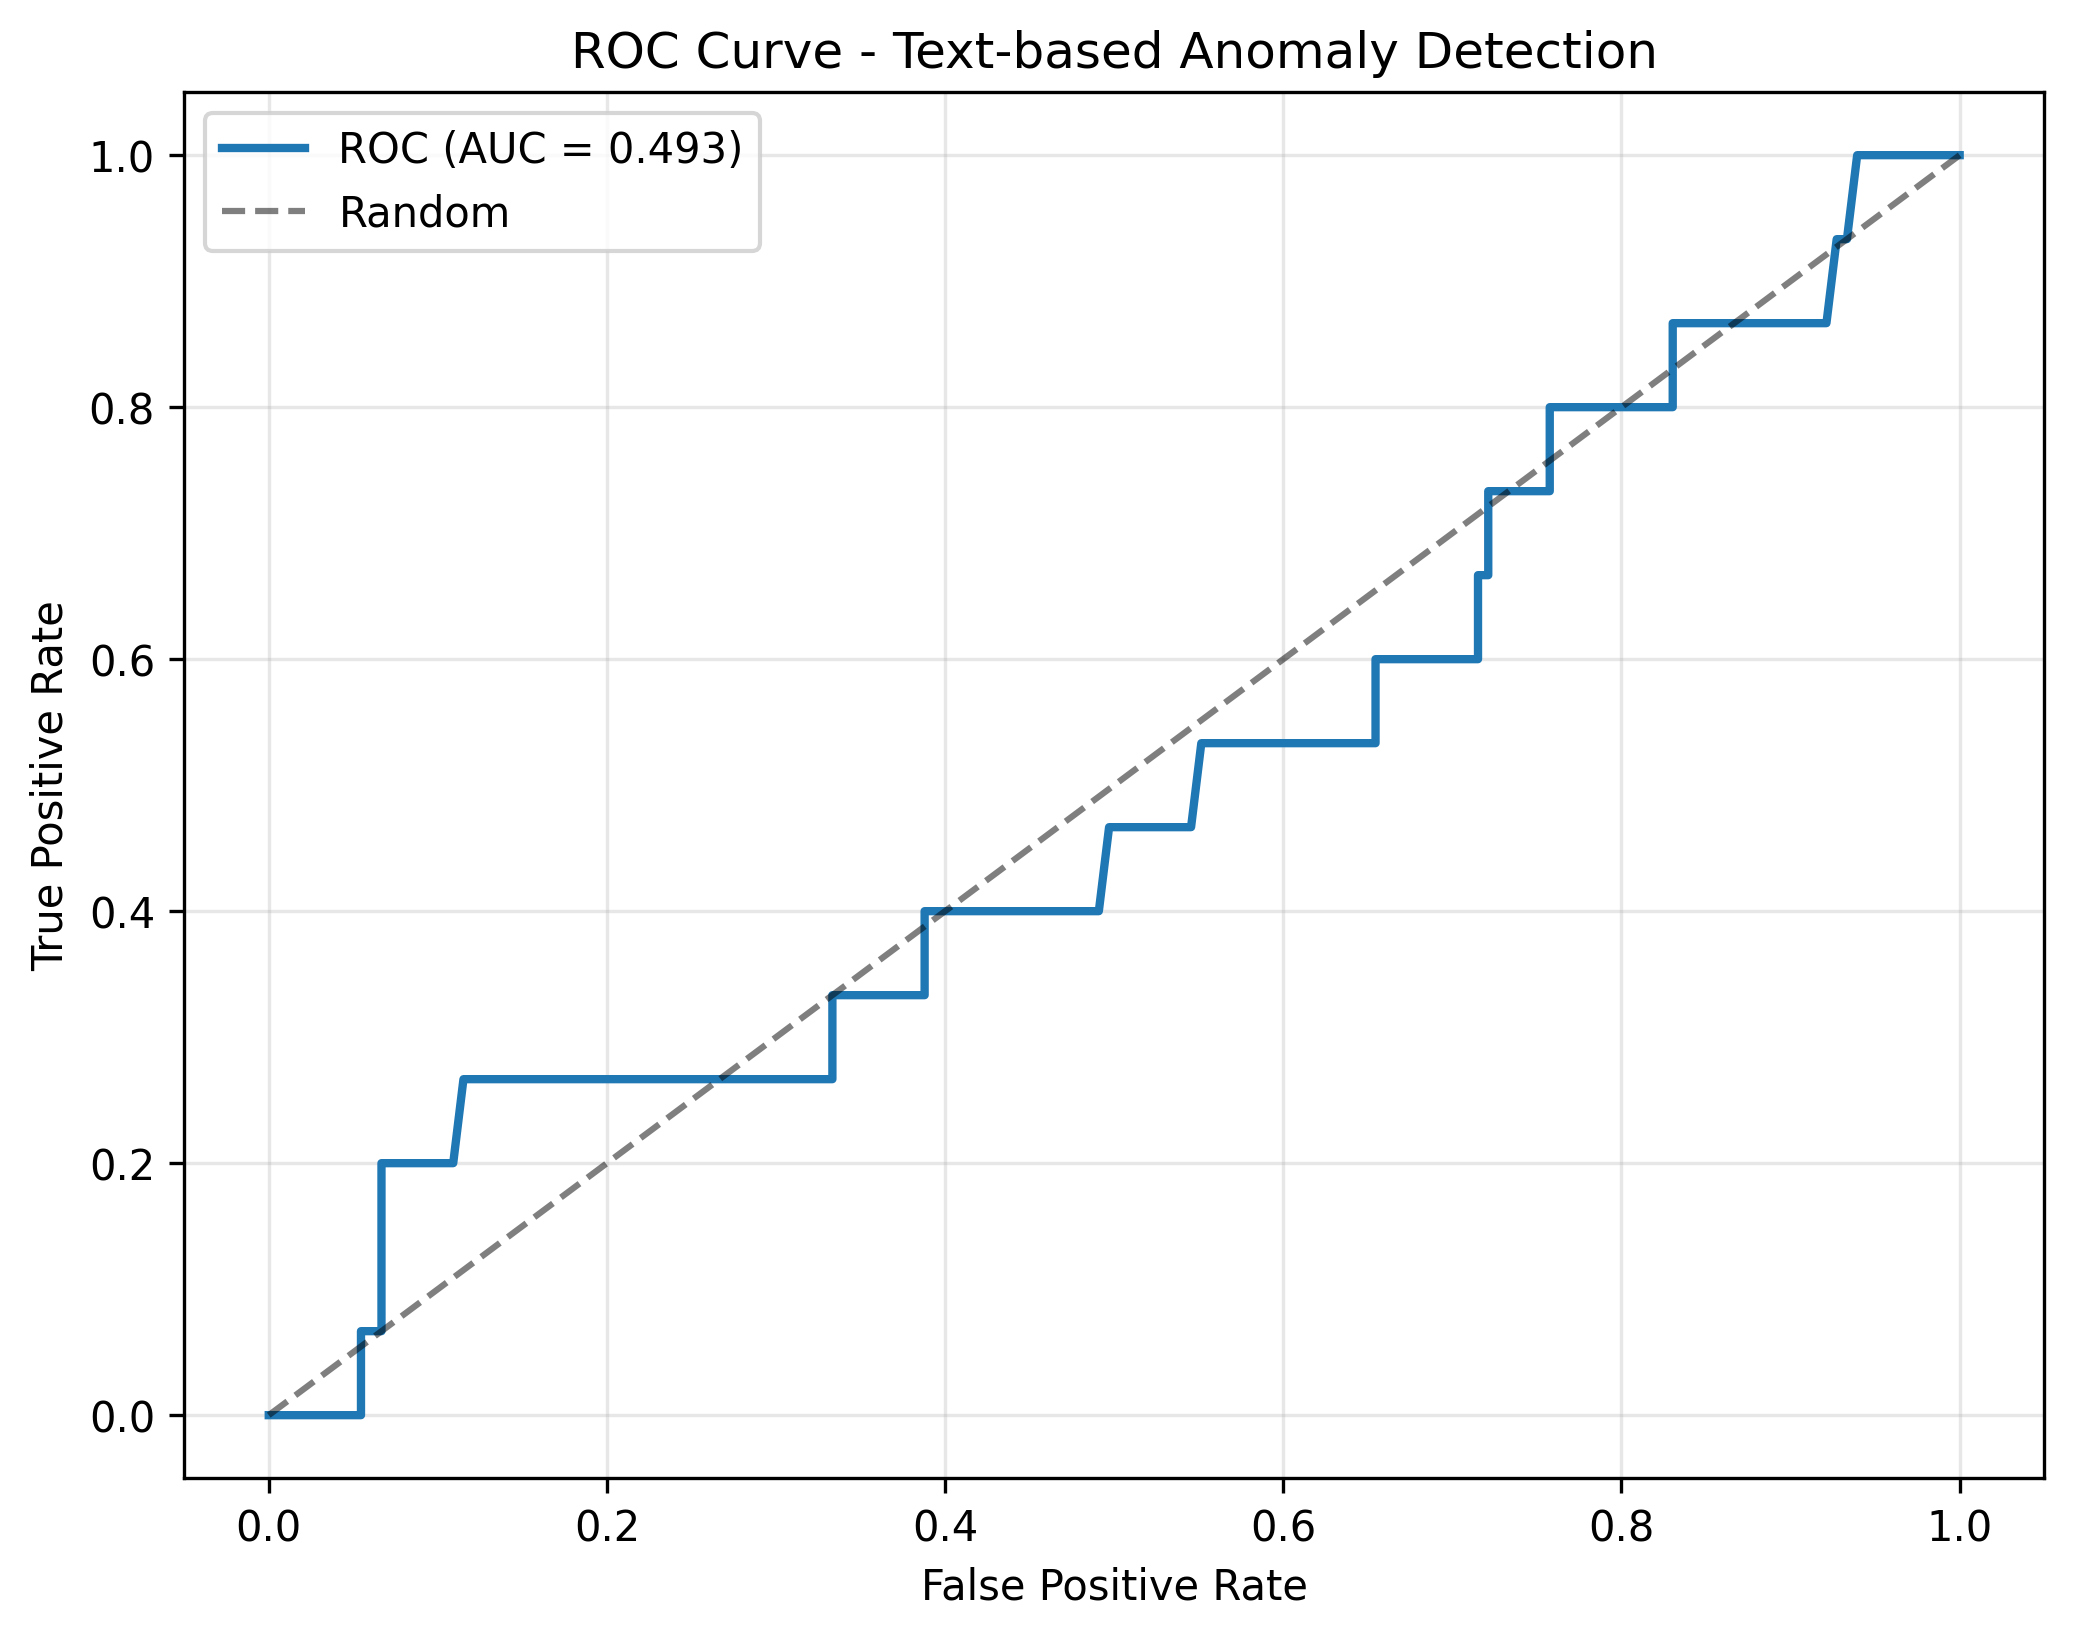 ROC Curve - Text-based Anomaly Detection
ROC (AUC = 0.493)
Random
True Positive Rate
1.0
0.8
0.6
0.4
0.2
0.0
0.0 0.2 0.4 0.6 0.8 1.0
False Positive Rate